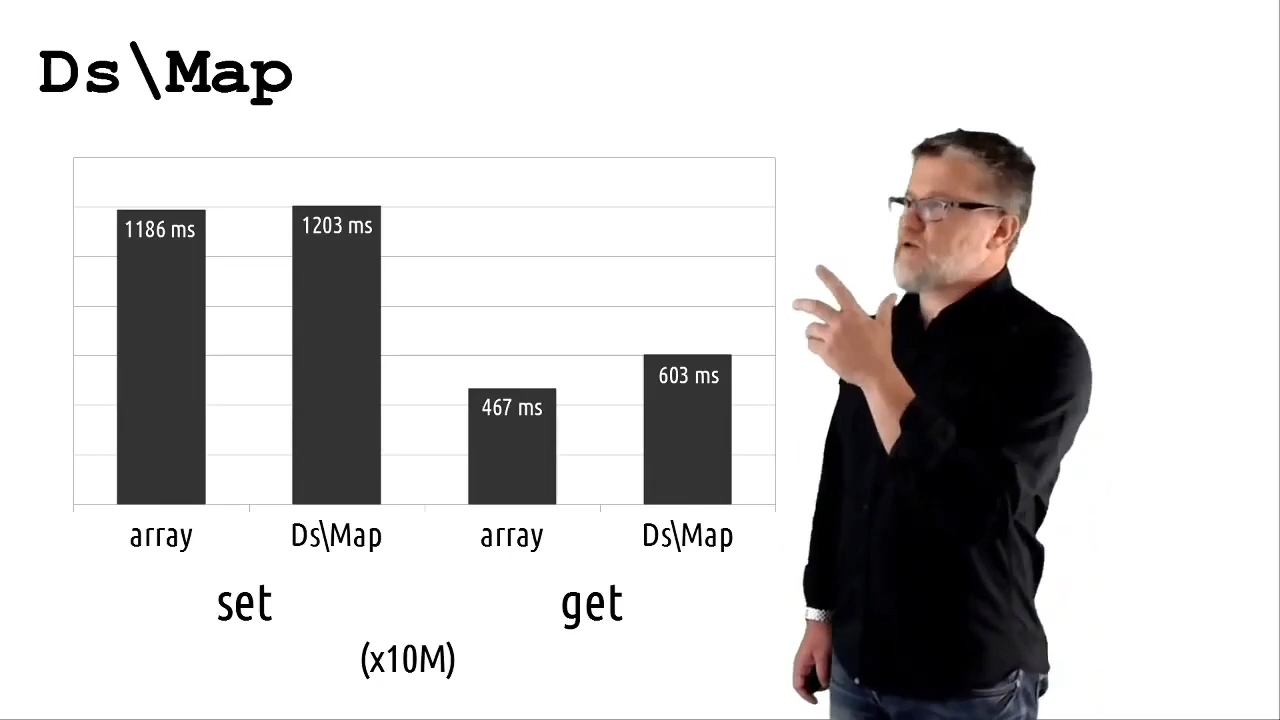 Ds\Map
1186 ms
1203 ms
467 ms
603 ms
array
Ds\Map
array
Ds\Map
set
get
(x10M)